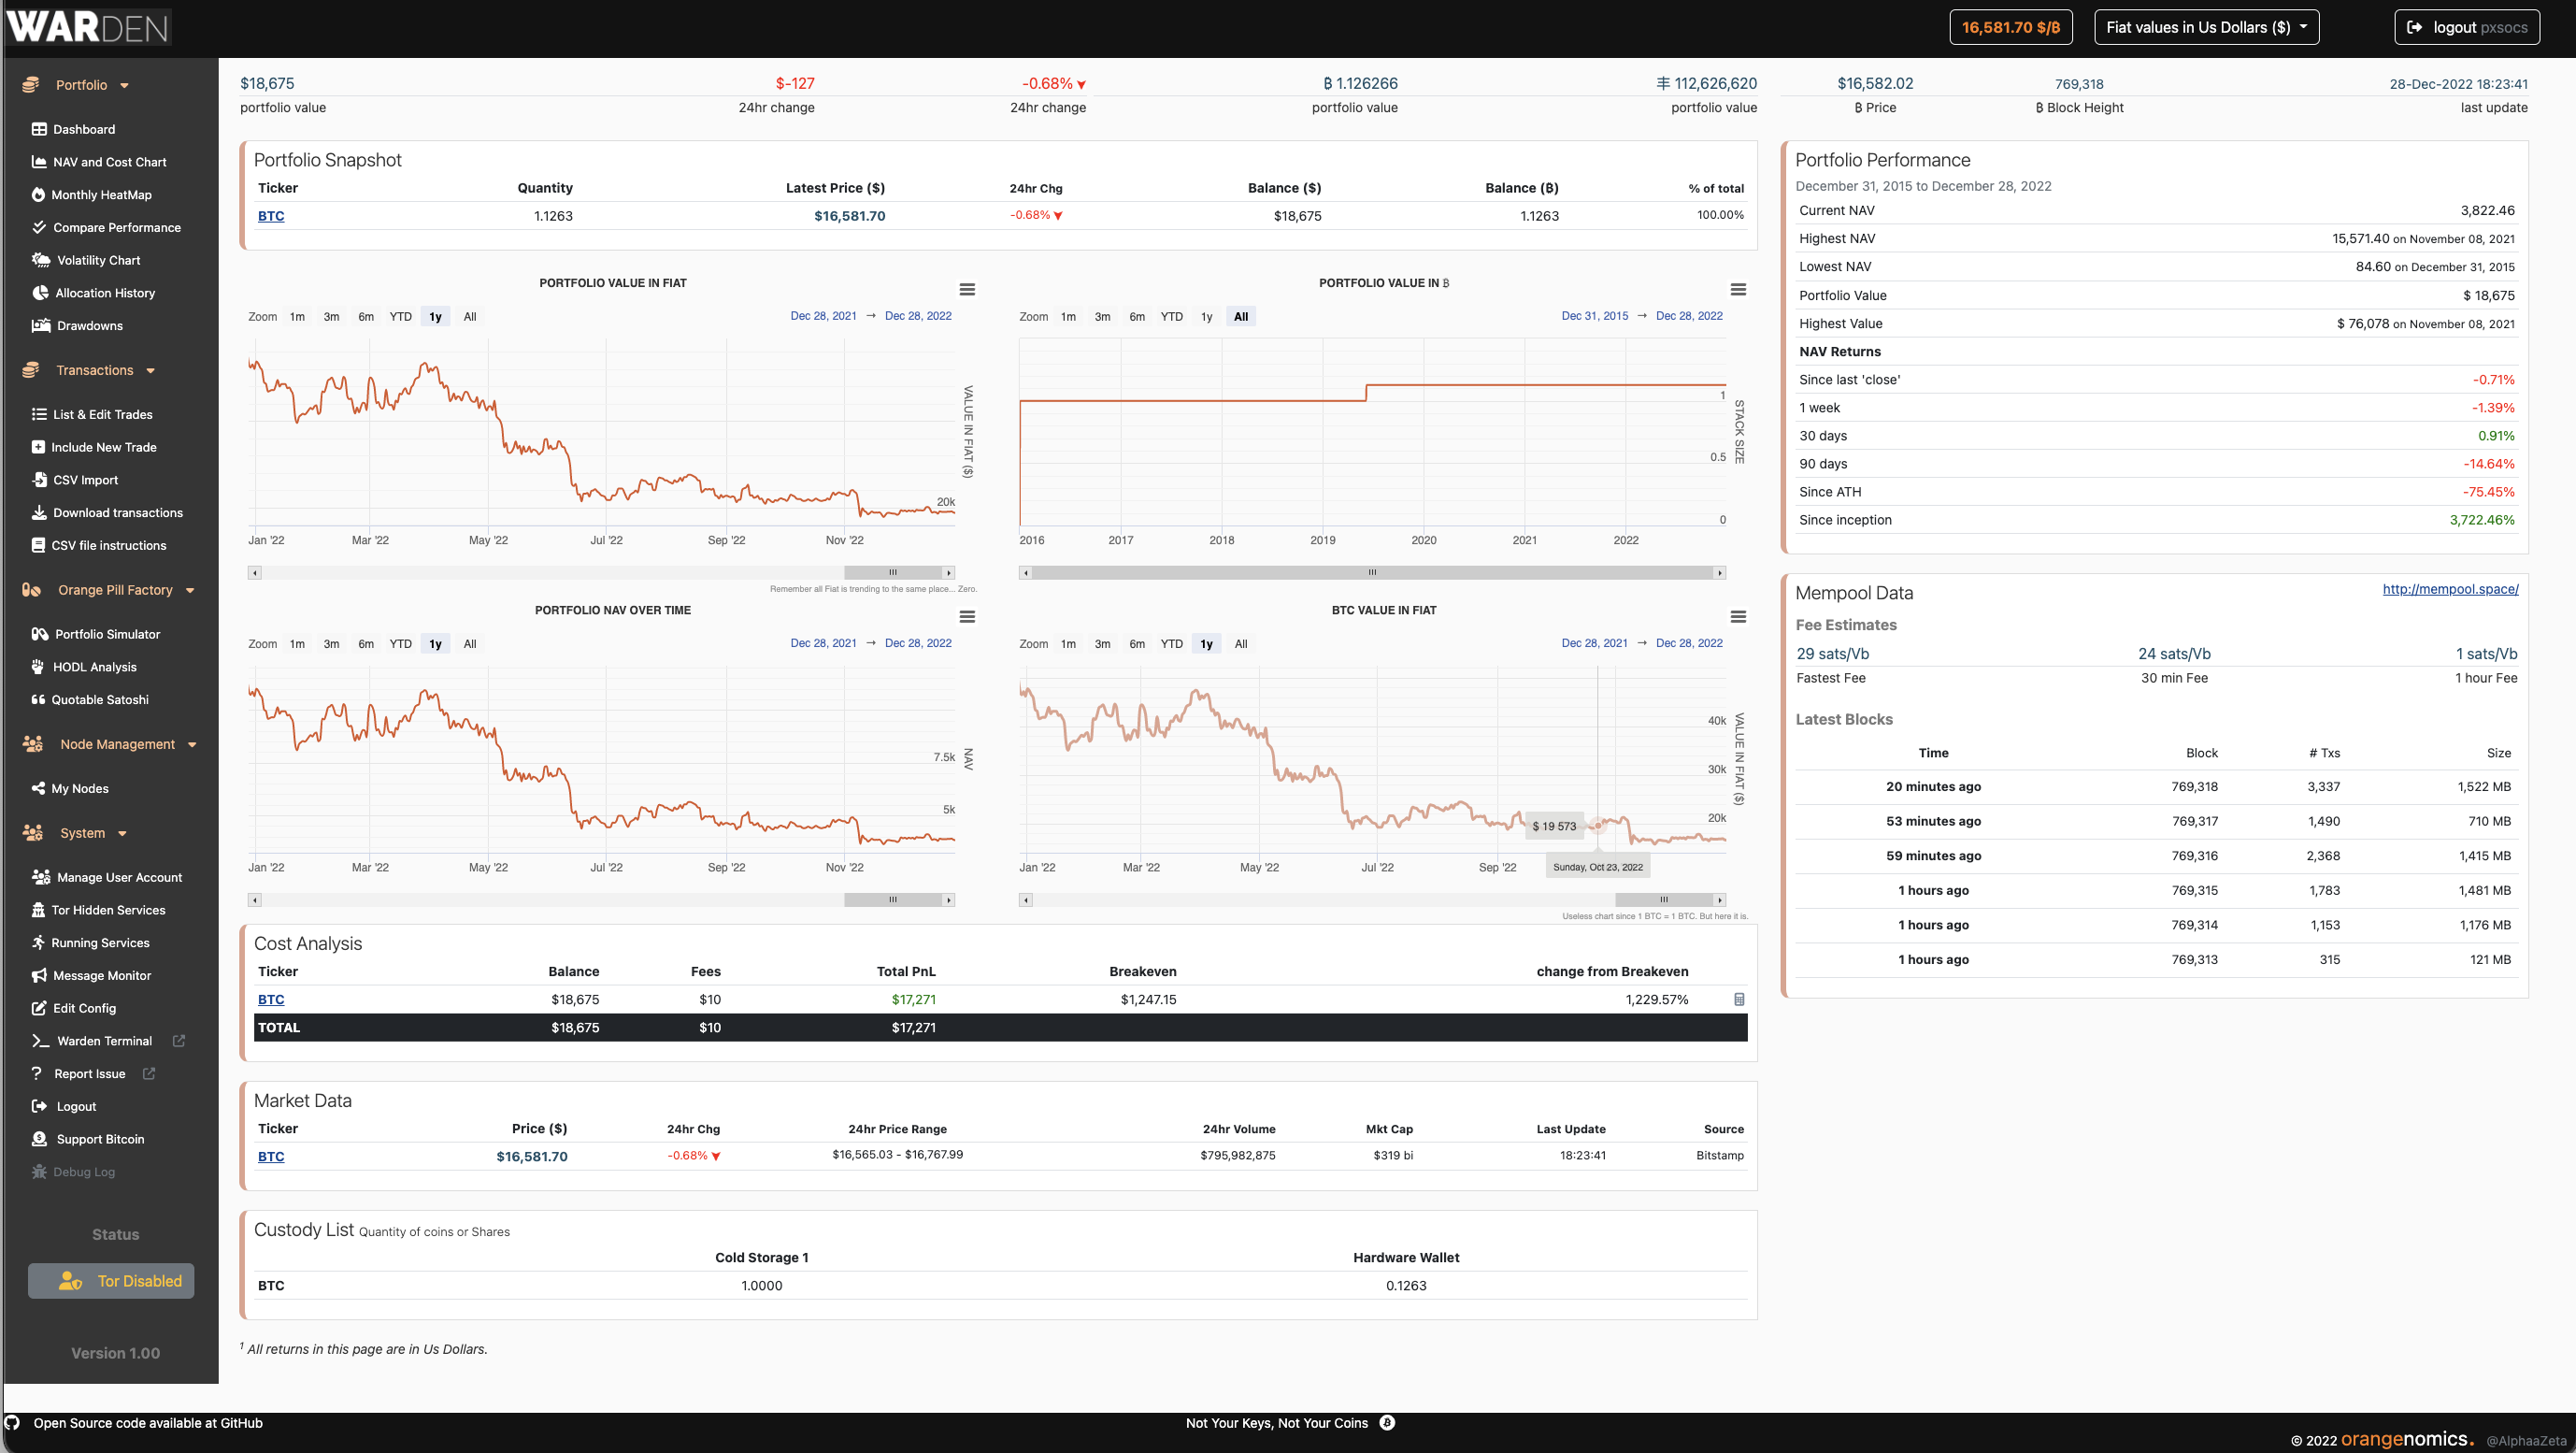 WARDEN
16,581.70 $/฿
Fiat values in Us Dollars ($)
logout pxsocs
Portfolio
Dashboard
NAV and Cost Chart
Monthly HeatMap
Compare Performance
Volatility Chart
Allocation History
Drawdowns
Transactions
List & Edit Trades
Include New Trade
CSV Import
Download transactions
CSV file instructions
Orange Pill Factory
Portfolio Simulator
HODL Analysis
Quotable Satoshi
Node Management
My Nodes
System
Manage User Account
Tor Hidden Services
Running Services
Message Monitor
Edit Config
Warden Terminal
Report Issue
Logout
Support Bitcoin
Debug Log
Status
Tor Disabled
Version 1.00
$18,675 $-127 -0.68% ฿ 1.126266 112,626,620 $16,582.02 769,318 28-Dec-2022 18:23:41
portfolio value 24hr change 24hr change portfolio value portfolio value ฿ Price ฿ Block Height last update
Portfolio Snapshot
Ticker Quantity Latest Price ($) 24hr Chg Balance ($) Balance (฿) % of total
BTC 1.1263 $16,581.70 -0.68% $18,675 1.1263 100.00%
PORTFOLIO VALUE IN FIAT
Zoom 1m 3m 6m YTD 1y All Dec 28, 2021 → Dec 28, 2022
VALUE IN FIAT ($)
20k
Jan '22 Mar '22 May '22 Jul '22 Sep '22 Nov '22
Remember all Fiat is trending to the same place... Zero.
PORTFOLIO VALUE IN ฿
Zoom 1m 3m 6m YTD 1y All Dec 31, 2015 → Dec 28, 2022
1
STACK SIZE
0.5
0
2016 2017 2018 2019 2020 2021 2022
PORTFOLIO NAV OVER TIME
Zoom 1m 3m 6m YTD 1y All Dec 28, 2021 → Dec 28, 2022
7.5k
NAV
5k
Jan '22 Mar '22 May '22 Jul '22 Sep '22 Nov '22
BTC VALUE IN FIAT
Zoom 1m 3m 6m YTD 1y All Dec 28, 2021 → Dec 28, 2022
40k
VALUE IN FIAT ($)
30k
20k
$ 19 573
Jan '22 Mar '22 May '22 Jul '22 Sep '22 Sunday, Oct 23, 2022
Useless chart since 1 BTC = 1 BTC. But here it is.
Cost Analysis
Ticker Balance Fees Total PnL Breakeven change from Breakeven
BTC $18,675 $10 $17,271 $1,247.15 1,229.57%
TOTAL $18,675 $10 $17,271
Market Data
Ticker Price ($) 24hr Chg 24hr Price Range 24hr Volume Mkt Cap Last Update Source
BTC $16,581.70 -0.68% $16,565.03 - $16,767.99 $795,982,875 $319 bi 18:23:41 Bitstamp
Custody List Quantity of coins or Shares
Cold Storage 1 Hardware Wallet
BTC 1.0000 0.1263
1 All returns in this page are in Us Dollars.
Portfolio Performance
December 31, 2015 to December 28, 2022
Current NAV 3,822.46
Highest NAV 15,571.40 on November 08, 2021
Lowest NAV 84.60 on December 31, 2015
Portfolio Value $ 18,675
Highest Value $ 76,078 on November 08, 2021
NAV Returns
Since last 'close' -0.71%
1 week -1.39%
30 days 0.91%
90 days -14.64%
Since ATH -75.45%
Since inception 3,722.46%
Mempool Data http://mempool.space/
Fee Estimates
29 sats/Vb 24 sats/Vb 1 sats/Vb
Fastest Fee 30 min Fee 1 hour Fee
Latest Blocks
Time Block # Txs Size
20 minutes ago 769,318 3,337 1,522 MB
53 minutes ago 769,317 1,490 710 MB
59 minutes ago 769,316 2,368 1,415 MB
1 hours ago 769,315 1,783 1,481 MB
1 hours ago 769,314 1,153 1,176 MB
1 hours ago 769,313 315 121 MB
Open Source code available at GitHub
Not Your Keys, Not Your Coins
© 2022 orangenomics. @AlphaaZeta